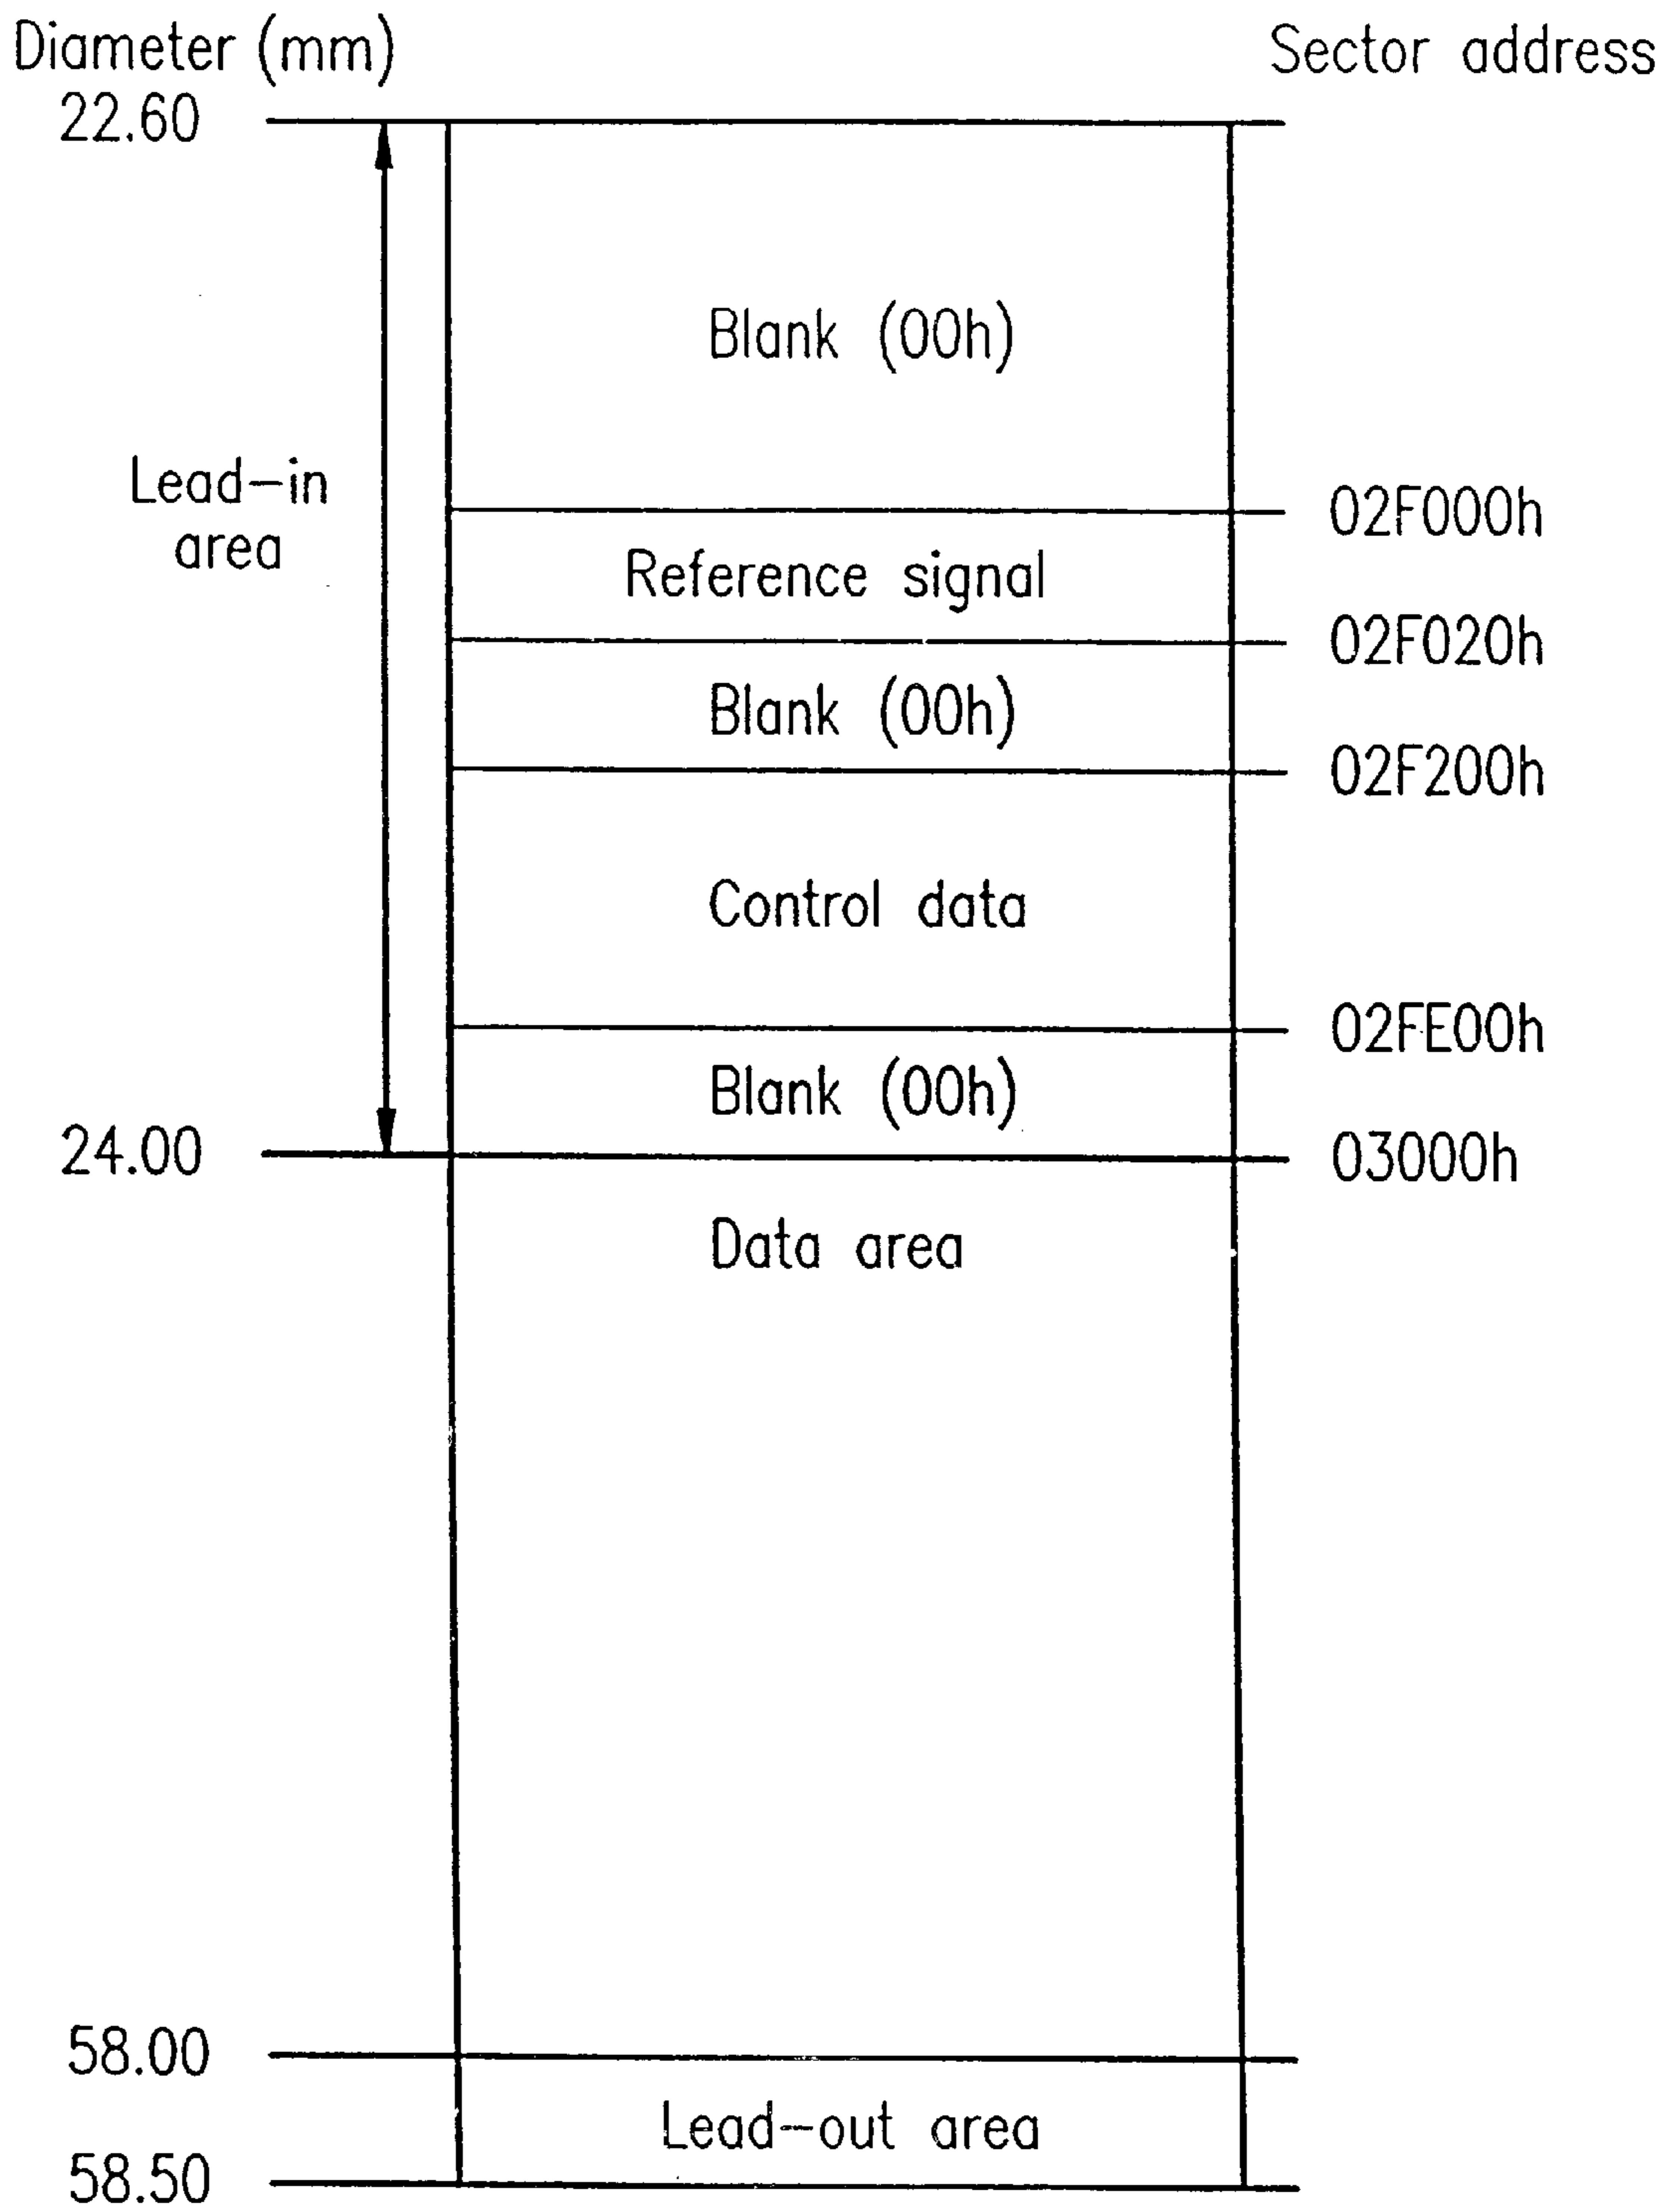 Diameter (mm)
Sector address
22.60
Blank (00h)
Lead-in
area
02F000h
Reference signal
02F020h
Blank (00h)
02F200h
Control data
02FE00h
Blank (00h)
24.00
03000h
Data area
58.00
Lead-out area
58.50